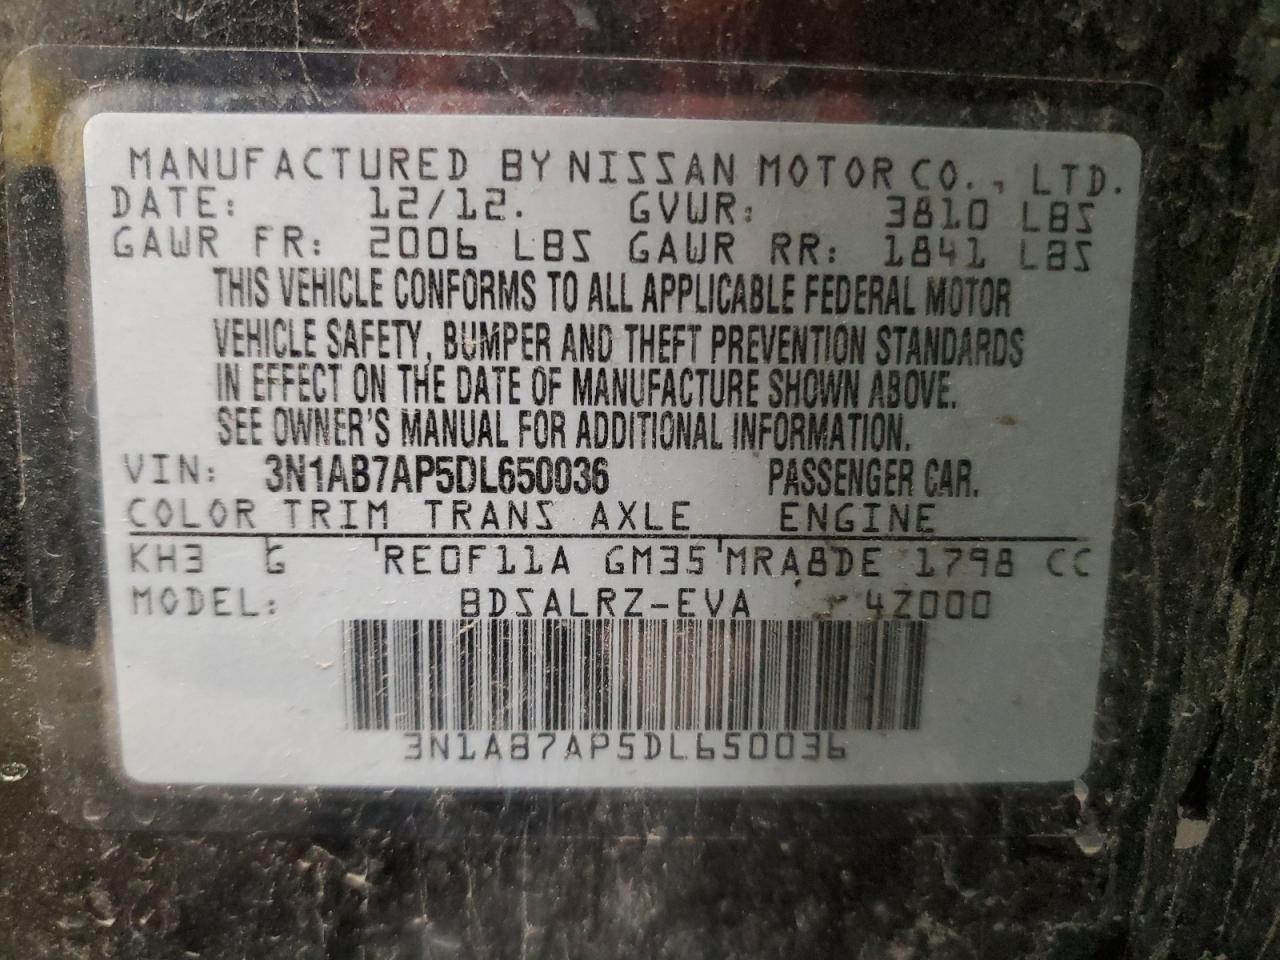 MANUFACTURED BY NISSAN MOTOR CO., LTD.
DATE: 12/12. GVWR: 3810 LBS
GAWR FR: 2006 LBS GAWR RR: 1841 LBS
THIS VEHICLE CONFORMS TO ALL APPLICABLE FEDERAL MOTOR
VEHICLE SAFETY, BUMPER AND THEFT PREVENTION STANDARDS
IN EFFECT ON THE DATE OF MANUFACTURE SHOWN ABOVE.
SEE OWNER'S MANUAL FOR ADDITIONAL INFORMATION.
VIN: 3N1AB7AP5DL650036 PASSENGER CAR.
COLOR TRIM TRANS AXLE ENGINE
KH3 G RE0F11A GM35 MRA8DE 1798 CC
MODEL: BDSALRZ-EVA 42000
3N1AB7AP5DL650036